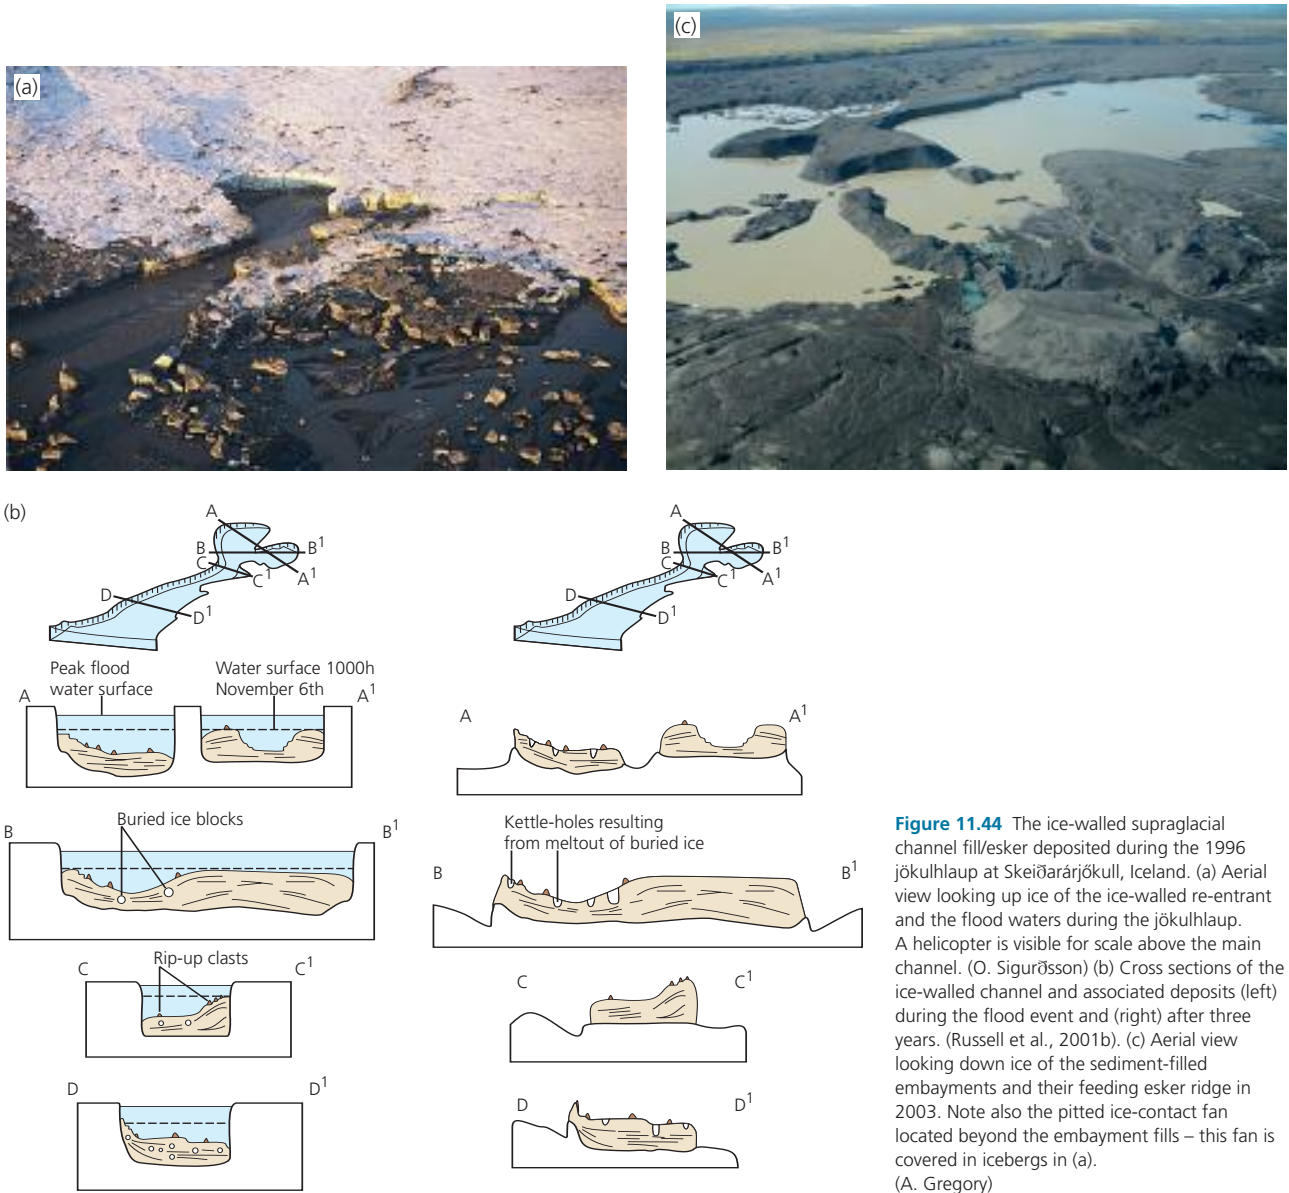 (a)
(c)
(b)
A
B
B¹
C
C¹
A¹
D
D¹
A
B
B¹
C
C¹
A¹
D
D¹
Peak flood
water surface
Water surface 1000h
November 6th
A
A¹
A
A¹
Buried ice blocks
B
B¹
Kettle-holes resulting
from meltout of buried ice
B
B¹
Rip-up clasts
C
C¹
C
C¹
D
D¹
D
D¹
Figure 11.44 The ice-walled supraglacial
channel fill/esker deposited during the 1996
jökulhlaup at Skeiðarárjőkull, Iceland. (a) Aerial
view looking up ice of the ice-walled re-entrant
and the flood waters during the jökulhlaup.
A helicopter is visible for scale above the main
channel. (O. Sigurðsson) (b) Cross sections of the
ice-walled channel and associated deposits (left)
during the flood event and (right) after three
years. (Russell et al., 2001b). (c) Aerial view
looking down ice of the sediment-filled
embayments and their feeding esker ridge in
2003. Note also the pitted ice-contact fan
located beyond the embayment fills – this fan is
covered in icebergs in (a).
(A. Gregory)